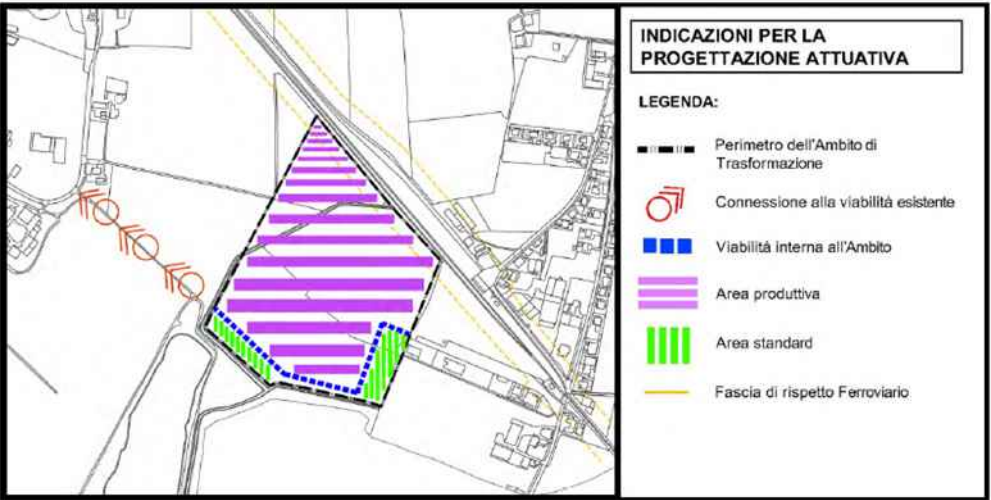 INDICAZIONI PER LA
PROGETTAZIONE ATTUATIVA
LEGENDA:
Perimetro dell'Ambito di
Trasformazione
Connessione alla viabilità esistente
Viabilità interna all'Ambito
Area produttiva
Area standard
Fascia di rispetto Ferroviario